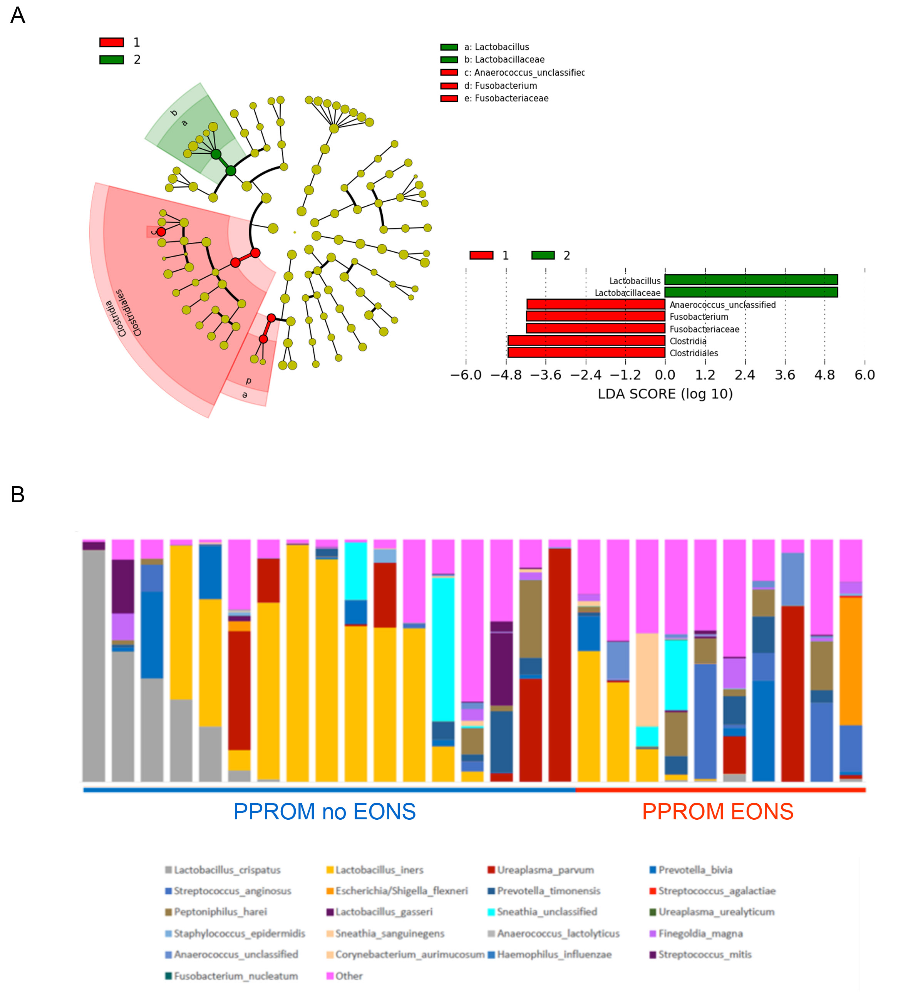 A
1
2
a: Lactobacillus
b: Lactobacillaceae
c: Anaerococcus_unclassified
d: Fusobacterium
e: Fusobacteriaceae
b
a
c
Clostridiales
Clostridia
d
e
1 2
Lactobacillus
Lactobacillaceae
Anaerococcus_unclassified
Fusobacterium
Fusobacteriaceae
Clostridia
Clostridiales
−6.0 −4.8 −3.6 −2.4 −1.2 0.0 1.2 2.4 3.6 4.8 6.0
LDA SCORE (log 10)
B
PPROM no EONS PPROM EONS
Lactobacillus_crispatus Lactobacillus_iners Ureaplasma_parvum Prevotella_bivia
Streptococcus_anginosus Escherichia/Shigella_flexneri Prevotella_timonensis Streptococcus_agalactiae
Peptoniphilus_harei Lactobacillus_gasseri Sneathia_unclassified Ureaplasma_urealyticum
Staphylococcus_epidermidis Sneathia_sanguinegens Anaerococcus_lactolyticus Finegoldia_magna
Anaerococcus_unclassified Corynebacterium_aurimucosum Haemophilus_influenzae Streptococcus_mitis
Fusobacterium_nucleatum Other